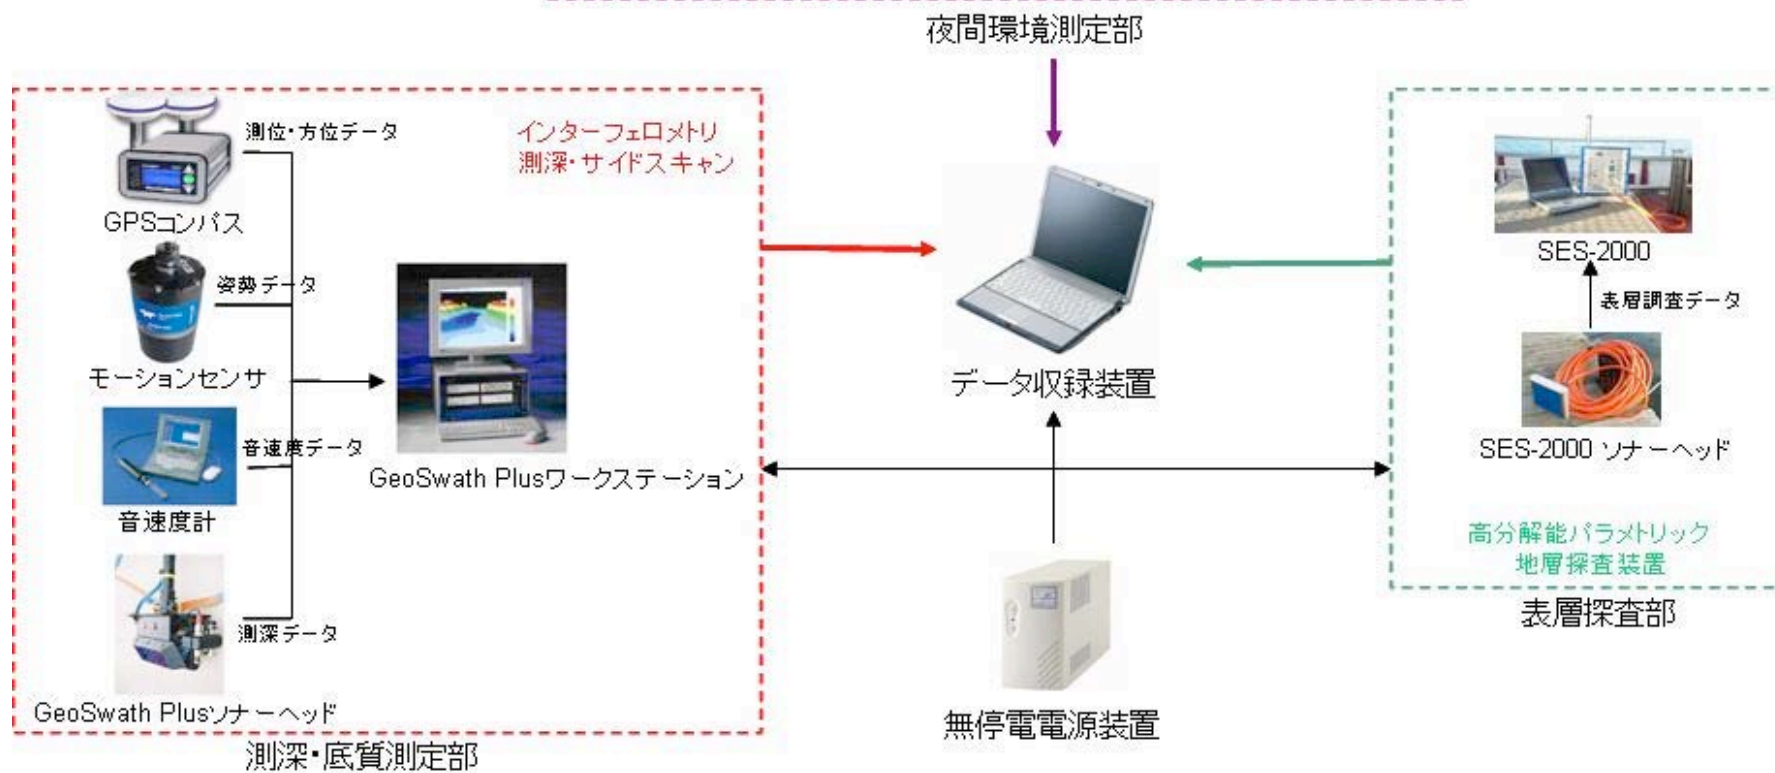 夜間環境測定部
測位・方位データ
インターフェロメトリ
測深・サイドスキャン
GPSコンパス
姿勢データ
モーションセンサ
音速度データ
音速度計
測深データ
GeoSwath Plusソナーヘッド
GeoSwath Plusワークステーション
測深・底質測定部
データ収録装置
無停電電源装置
SES-2000
表層調査データ
SES-2000 ソナーヘッド
高分解能パラメトリック
地層探査装置
表層探査部